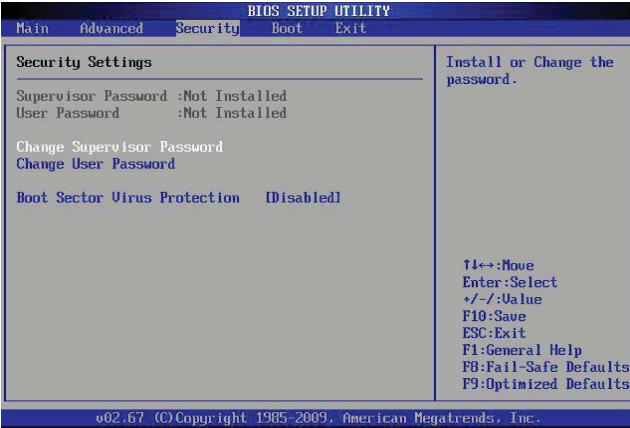 BIOS SETUP UTILITY
Main Advanced Security Boot Exit
Security Settings
Supervisor Password :Not Installed
User Password :Not Installed
Change Supervisor Password
Change User Password
Boot Sector Virus Protection [Disabled]
Install or Change the
password.
↑↓←→:Move
Enter:Select
+/-/:Value
F10:Save
ESC:Exit
F1:General Help
F8:Fail-Safe Defaults
F9:Optimized Defaults
v02.67 (C)Copyright 1985-2009, American Megatrends, Inc.